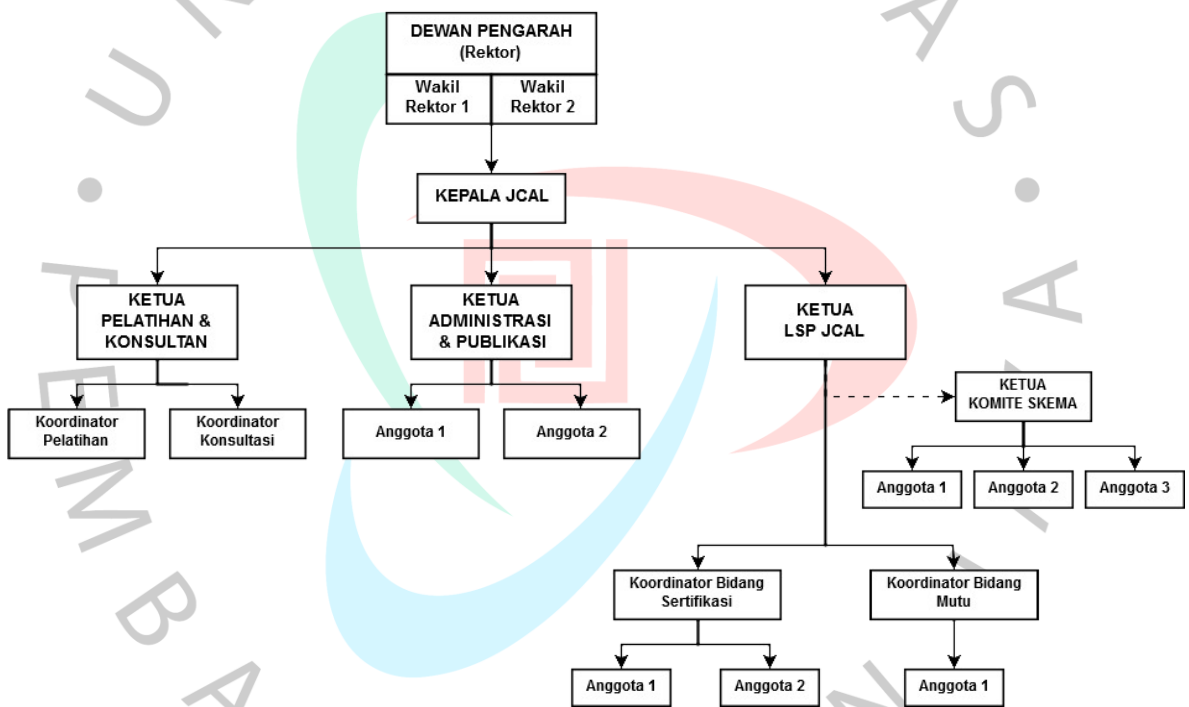 DEWAN PENGARAH
(Rektor)
Wakil
Rektor 1
Wakil
Rektor 2
KEPALA JCAL
KETUA
PELATIHAN &
KONSULTAN
KETUA
ADMINISTRASI
& PUBLIKASI
KETUA
LSP JCAL
Koordinator
Pelatihan
Koordinator
Konsultasi
Anggota 1
Anggota 2
KETUA
KOMITE SKEMA
Anggota 1
Anggota 2
Anggota 3
Koordinator Bidang
Sertifikasi
Koordinator Bidang
Mutu
Anggota 1
Anggota 2
Anggota 1